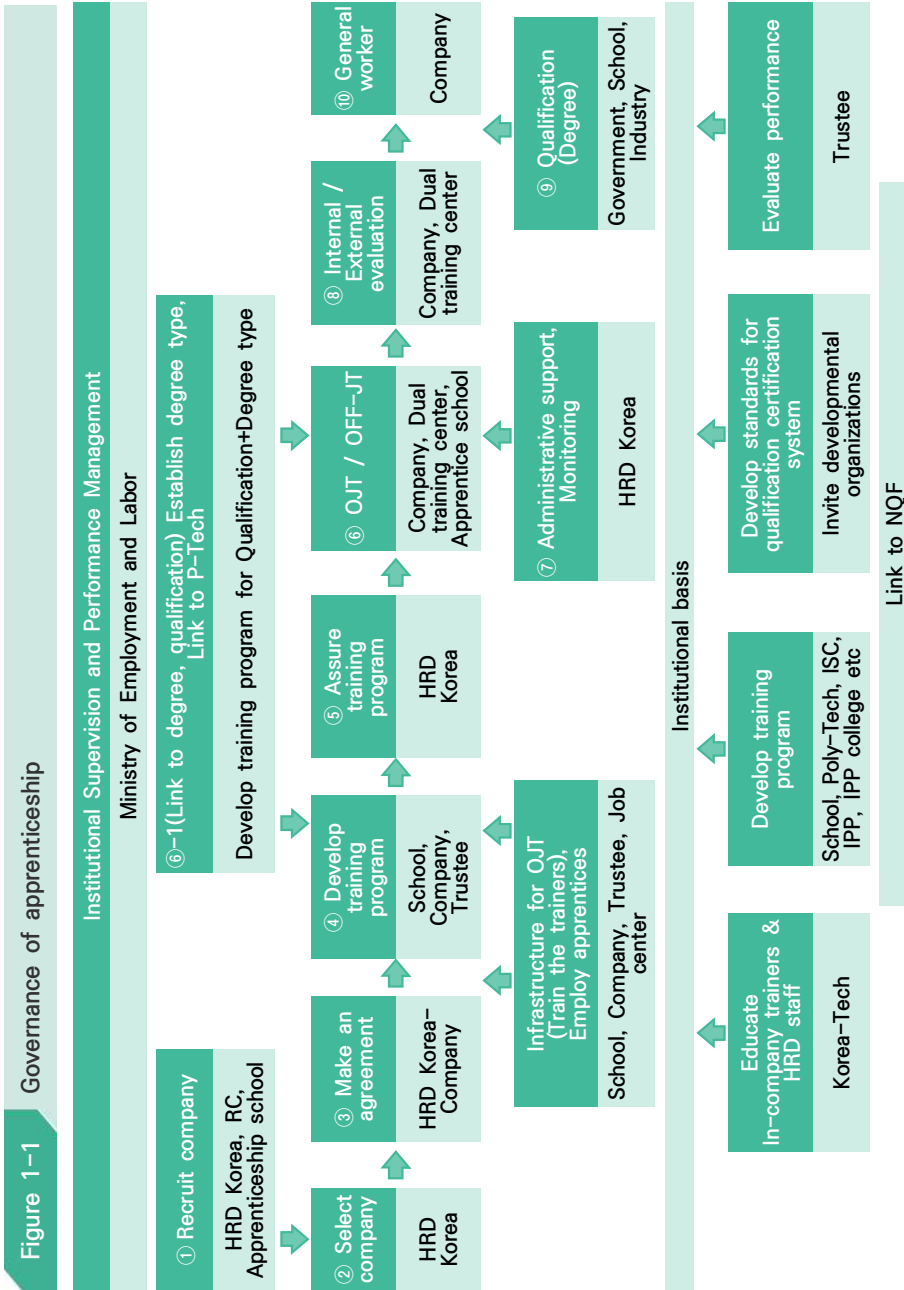 Figure 1-1
Governance of apprenticeship
Institutional Supervision and Performance Management
Ministry of Employment and Labor
① Recruit company
HRD Korea, RC,
Apprenticeship school
⑥-1(Link to degree, qualification) Establish degree type,
Link to P-Tech
Develop training program for Qualification+Degree type
② Select
company
HRD
Korea
③ Make an
agreement
HRD Korea-
Company
④ Develop
training
program
School,
Company,
Trustee
⑤ Assure
training
program
HRD
Korea
⑥ OJT / OFF-JT
Company, Dual
training center,
Apprentice school
⑧ Internal /
External
evaluation
Company, Dual
training center
⑩ General
worker
Company
Infrastructure for OJT
(Train the trainers),
Employ apprentices
School, Company, Trustee, Job
center
⑦ Administrative support,
Monitoring
HRD Korea
⑨ Qualification
(Degree)
Government, School,
Industry
Institutional basis
Educate
In-company trainers &
HRD staff
Korea-Tech
Develop training
program
School, Poly-Tech, ISC,
IPP, IPP college etc
Develop standards for
qualification certification
system
Invite developmental
organizations
Evaluate performance
Trustee
Link to NQF